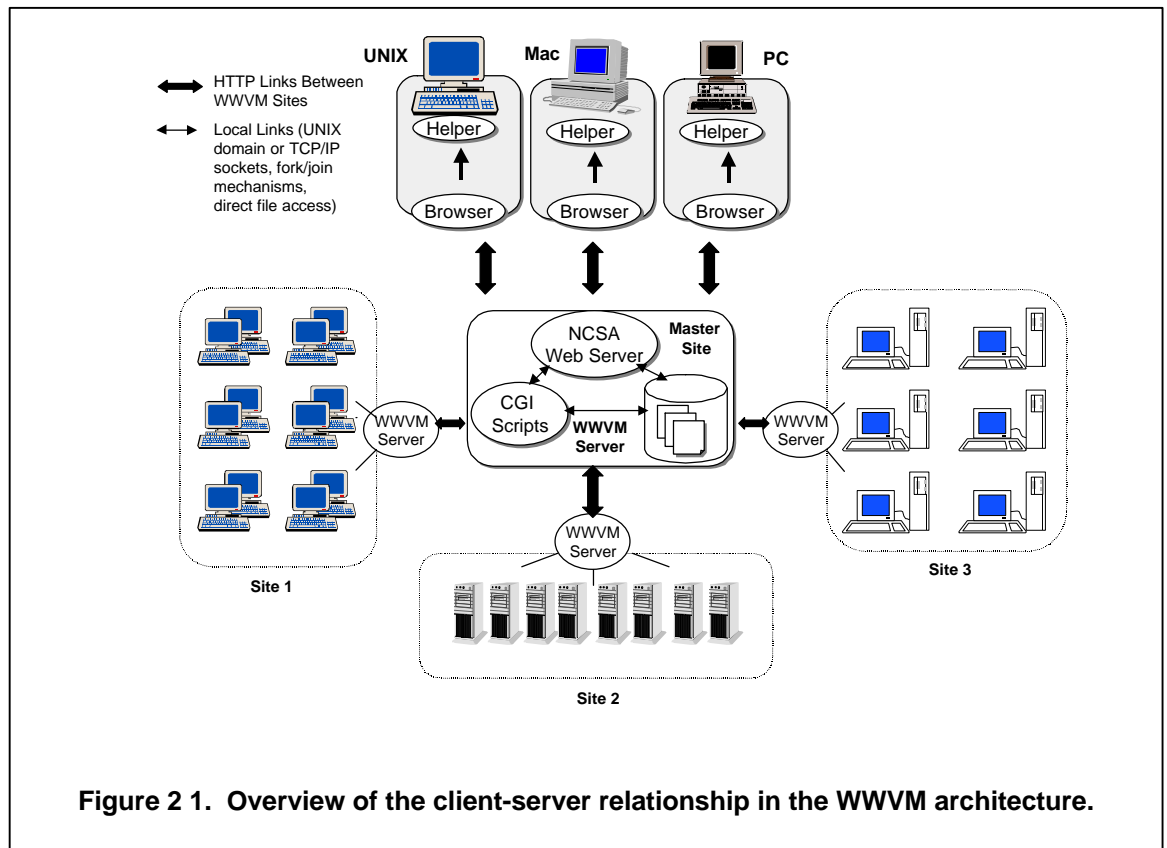 UNIX
Mac
PC
HTTP Links Between
WWVM Sites
Local Links (UNIX
domain or TCP/IP
sockets, fork/join
mechanisms,
direct file access)
Helper
Helper
Helper
Browser
Browser
Browser
NCSA
Web Server
Master
Site
CGI
Scripts
WWVM
Server
WWVM
Server
WWVM
Server
WWVM
Server
Site 1
Site 3
Site 2
Figure 2 1. Overview of the client-server relationship in the WWVM architecture.